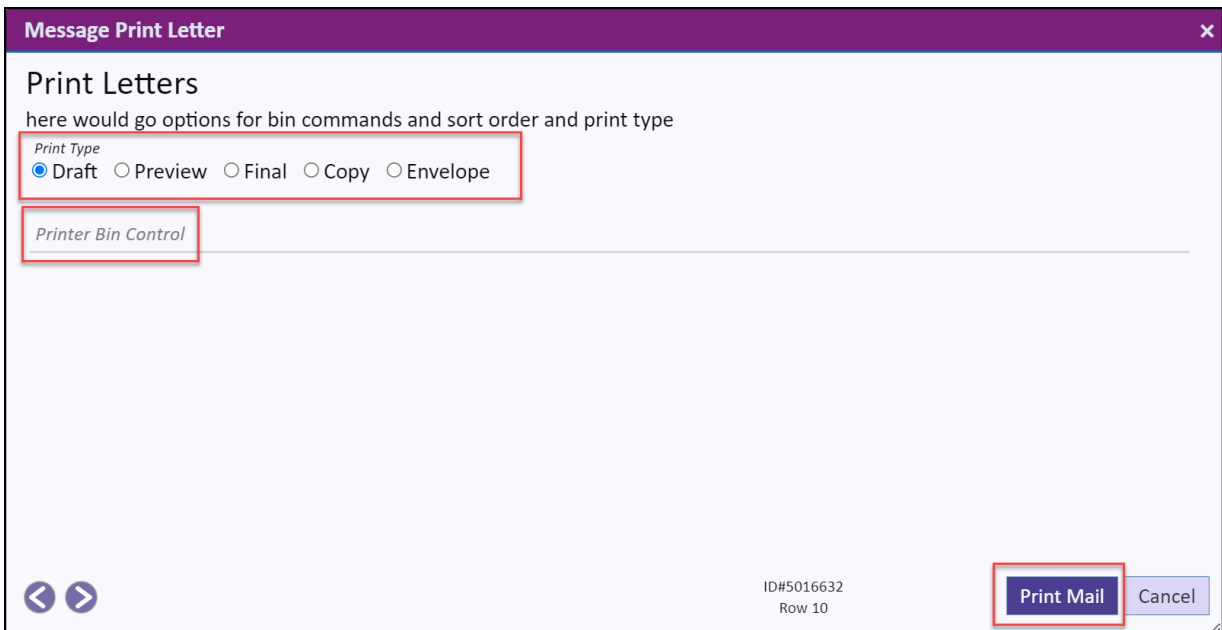 Message Print Letter
Print Letters
here would go options for bin commands and sort order and print type
Print Type
Draft Preview Final Copy Envelope
Printer Bin Control
ID#5016632
Row 10
Print Mail Cancel